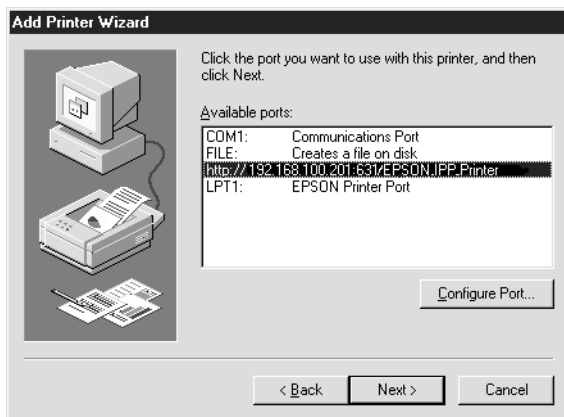 Add Printer Wizard
Click the port you want to use with this printer, and then
click Next.
Available ports:
COM1: Communications Port
FILE: Creates a file on disk
http://192.168.100.201:631/EPSON_IPP_Printer
LPT1: EPSON Printer Port
Configure Port...
< Back Next > Cancel